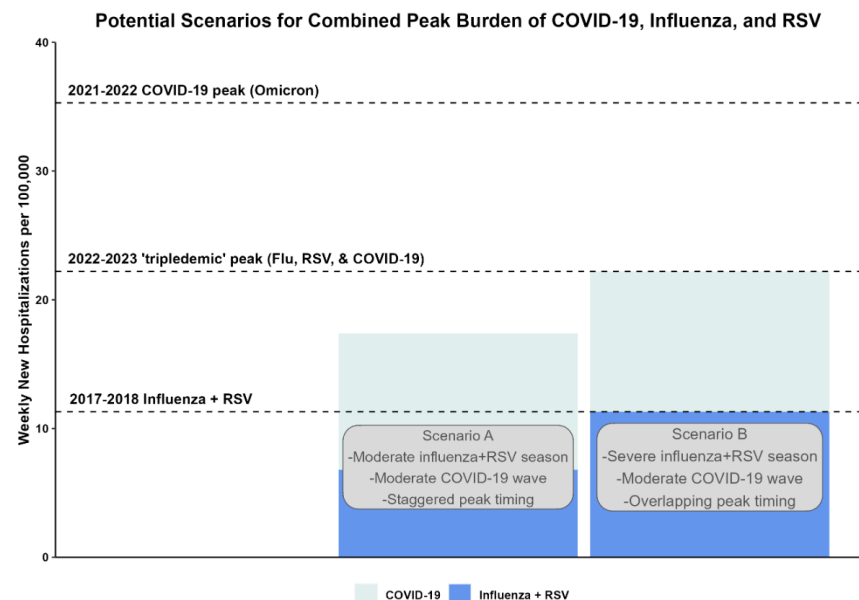 Potential Scenarios for Combined Peak Burden of COVID-19, Influenza, and RSV
Weekly New Hospitalizations per 100,000
40
30
20
10
0
2021-2022 COVID-19 peak (Omicron)
2022-2023 'tripledemic' peak (Flu, RSV, & COVID-19)
2017-2018 Influenza + RSV
Scenario A
-Moderate influenza+RSV season
-Moderate COVID-19 wave
-Staggered peak timing
Scenario B
-Severe influenza+RSV season
-Moderate COVID-19 wave
-Overlapping peak timing
COVID-19
Influenza + RSV